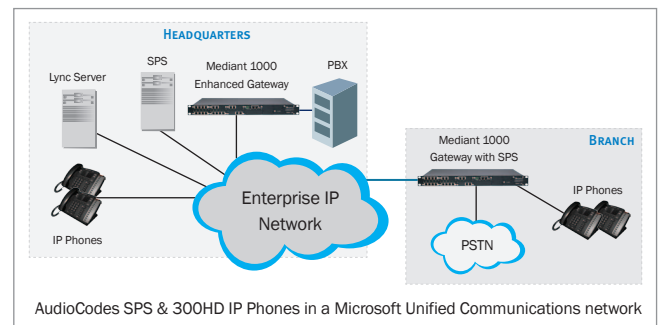 HEADQUARTERS
SPS
Mediant 1000
Enhanced Gateway
PBX
Lync Server
Mediant 1000
Gateway with SPS
BRANCH
IP Phones
Enterprise IP
Network
IP Phones
PSTN
AudioCodes SPS & 300HD IP Phones in a Microsoft Unified Communications network